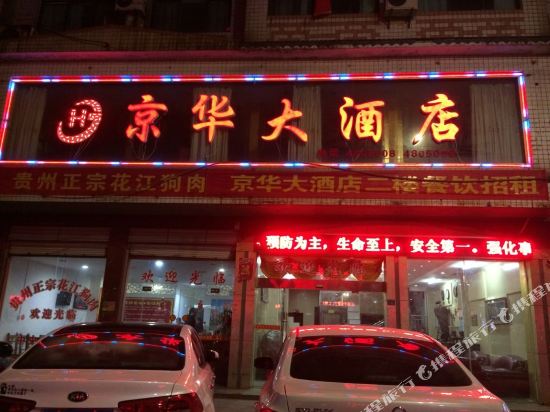 H
京华大酒店
贵州正宗花江狗肉 京华大酒店二楼餐饮招租
预防为主，生命至上，安全第一。强化事
欢迎光临
贵州正宗花江狗肉
欢迎光临
携程旅行